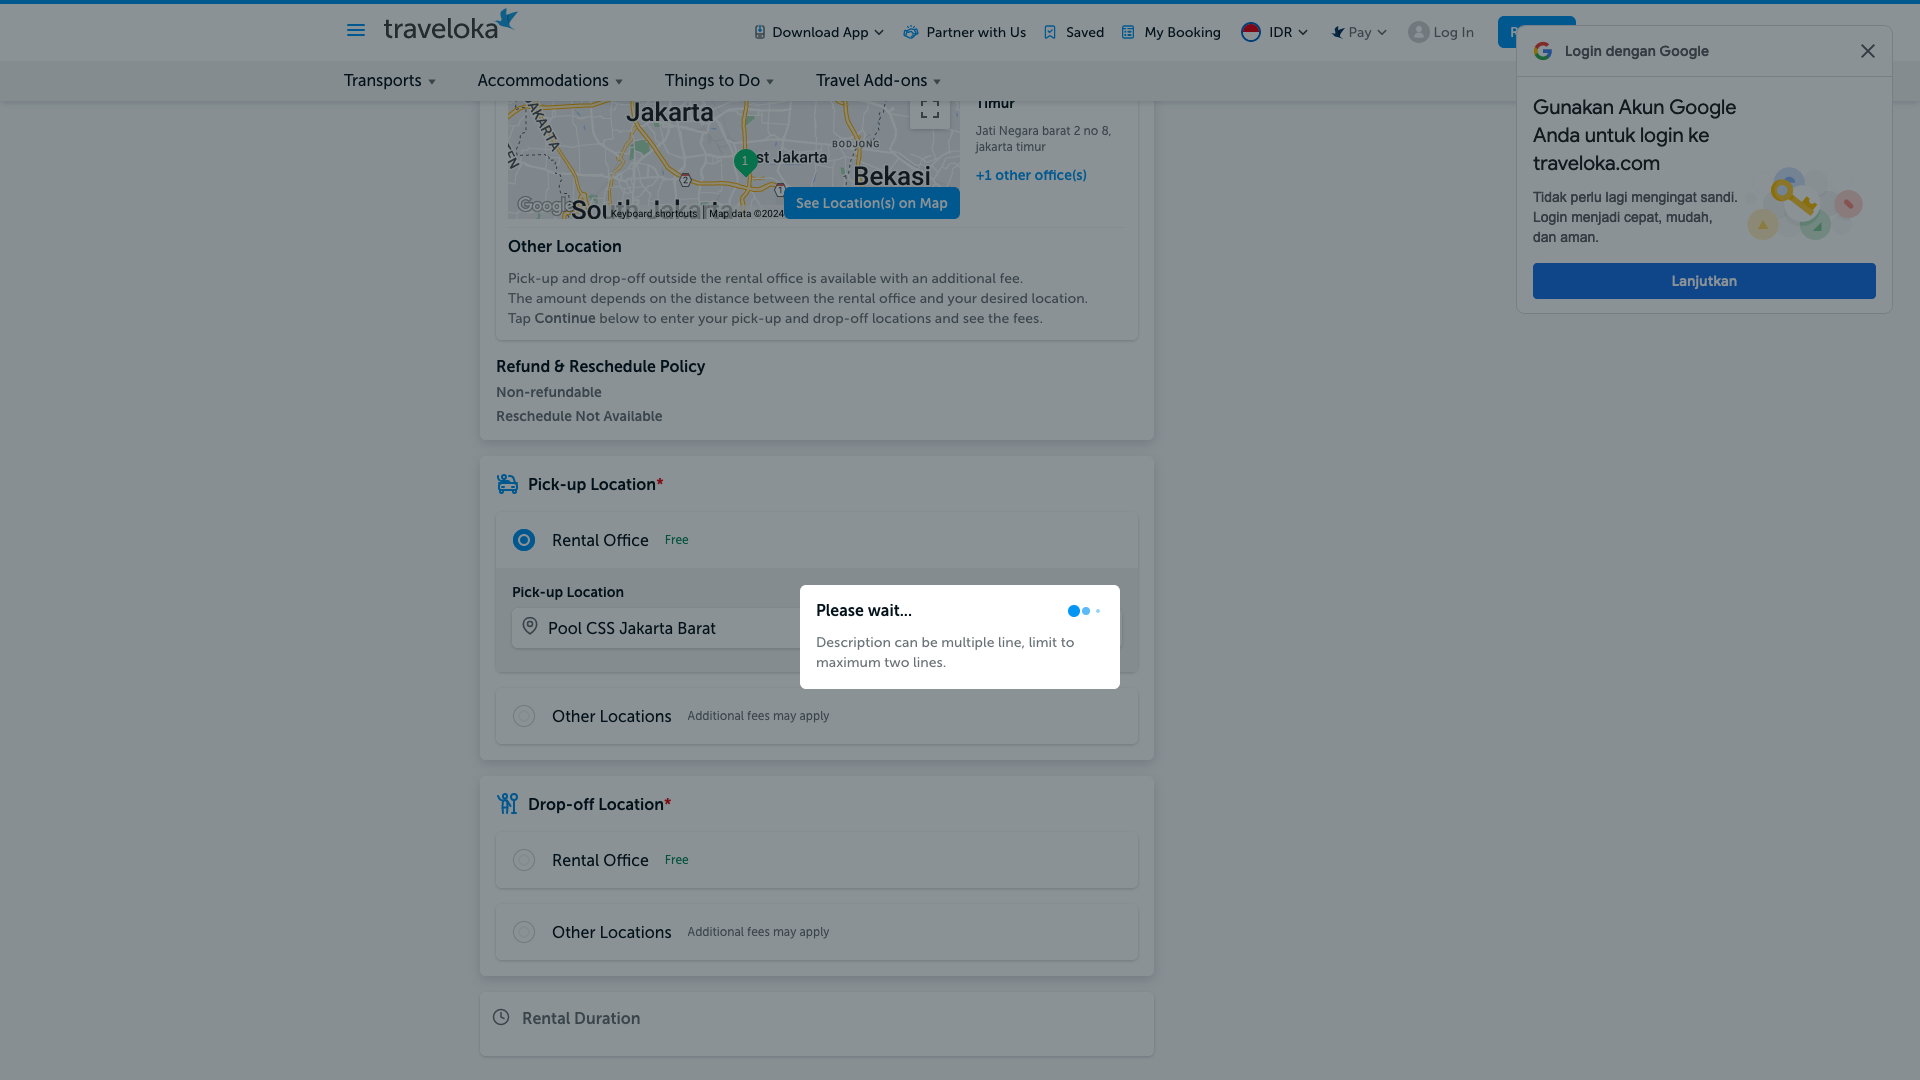 traveloka
Download App
Partner with Us
Saved
My Booking
IDR
Pay
Log In
Transports
Accommodations
Things to Do
Travel Add-ons
Login dengan Google
Gunakan Akun Google
Anda untuk login ke
traveloka.com
Tidak perlu lagi mengingat sandi.
Login menjadi cepat, mudah,
dan aman.
Lanjutkan
Jakarta
BODJONG
st Jakarta
Bekasi
1
2
1
Google
Keyboard shortcuts
Map data ©2024
See Location(s) on Map
Timur
Jati Negara barat 2 no 8,
jakarta timur
+1 other office(s)
Other Location
Pick-up and drop-off outside the rental office is available with an additional fee.
The amount depends on the distance between the rental office and your desired location.
Tap Continue below to enter your pick-up and drop-off locations and see the fees.
Refund & Reschedule Policy
Non-refundable
Reschedule Not Available
Pick-up Location*
Rental Office Free
Pick-up Location
Pool CSS Jakarta Barat
Please wait...
Description can be multiple line, limit to
maximum two lines.
Other Locations Additional fees may apply
Drop-off Location*
Rental Office Free
Other Locations Additional fees may apply
Rental Duration